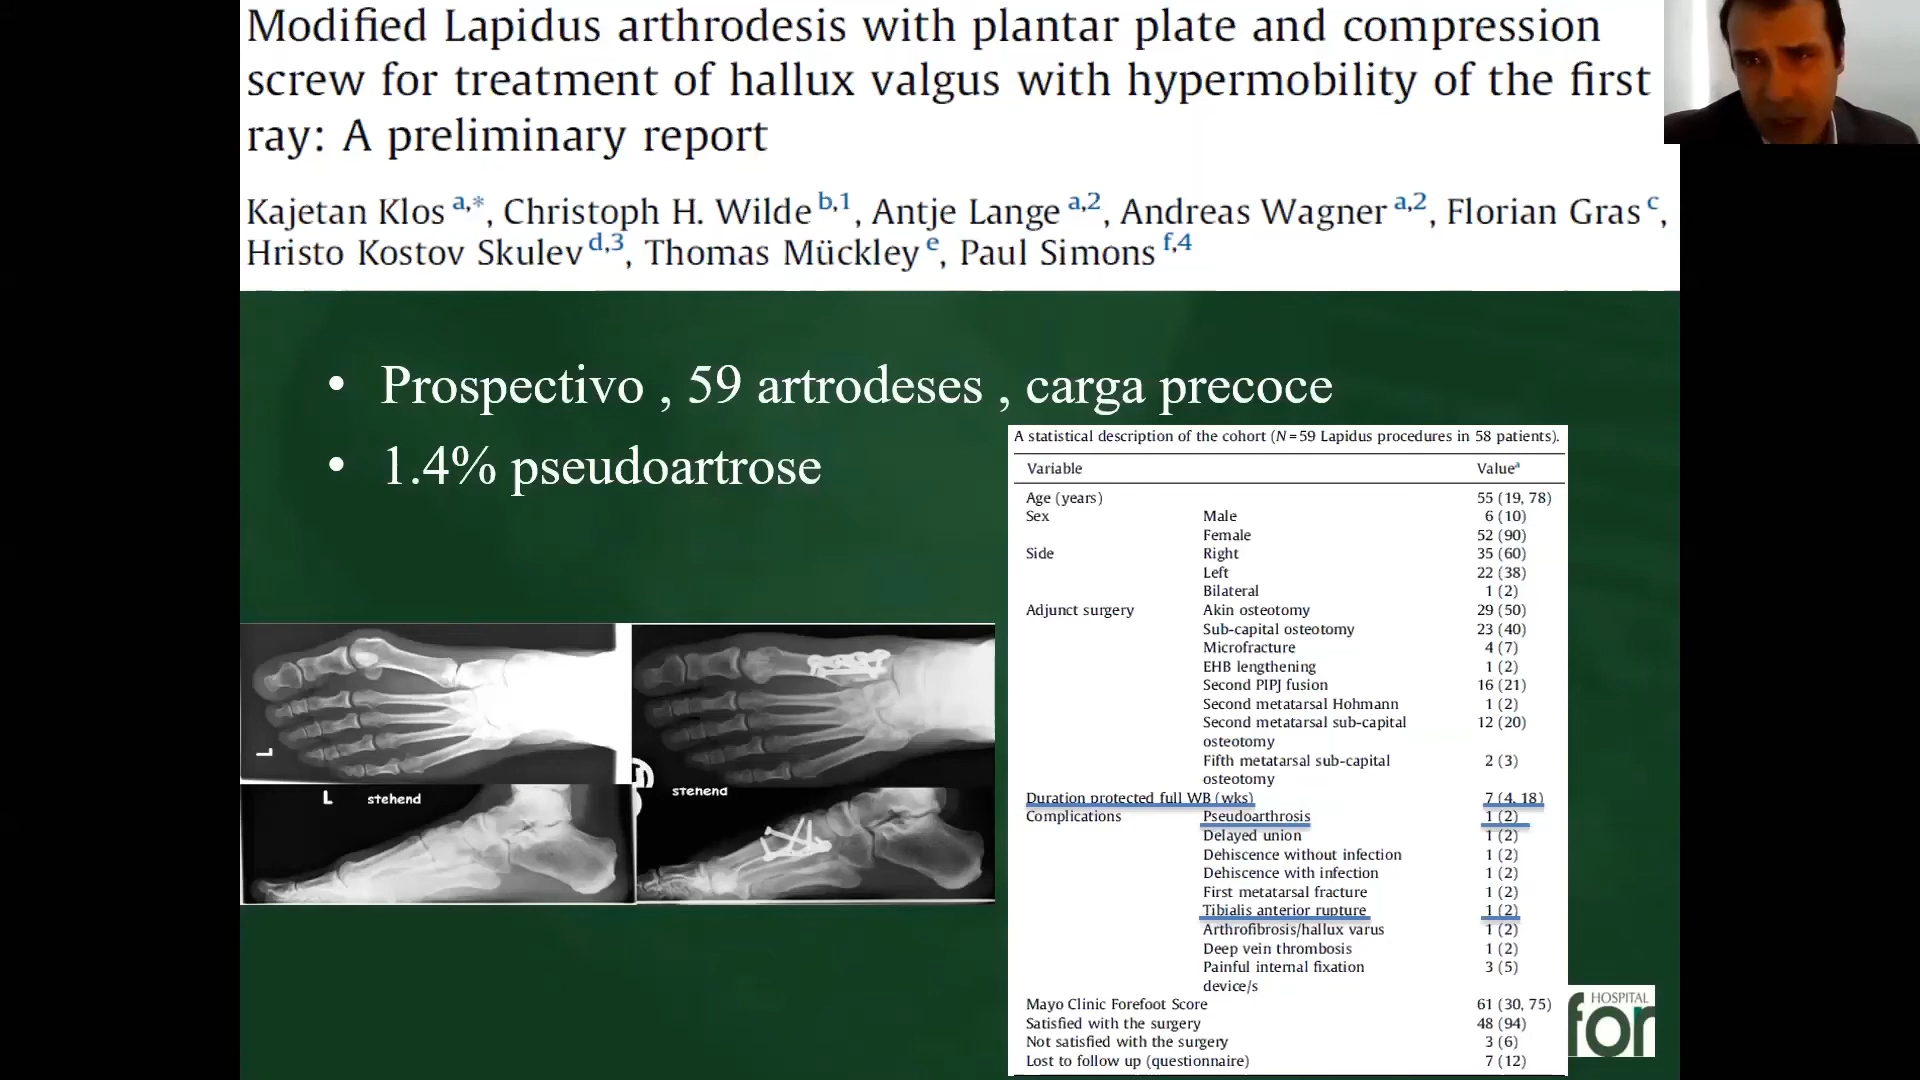 Modified Lapidus arthrodesis with plantar plate and compression
screw for treatment of hallux valgus with hypermobility of the first
ray: A preliminary report
Kajetan Klos a,*, Christoph H. Wilde b,1, Antje Lange a,2, Andreas Wagner a,2, Florian Gras c,
Hristo Kostov Skulev d,3, Thomas Mückley e, Paul Simons f,4
• Prospectivo , 59 artrodeses , carga precoce
• 1.4% pseudoartrose
A statistical description of the cohort (N = 59 Lapidus procedures in 58 patients).
Variable Value a
Age (years) 55 (19, 78)
Sex Male 6 (10)
Female 52 (90)
Side Right 35 (60)
Left 22 (38)
Bilateral 1 (2)
Adjunct surgery Akin osteotomy 29 (50)
Sub-capital osteotomy 23 (40)
Microfracture 4 (7)
EHB lengthening 1 (2)
Second PIPJ fusion 16 (21)
Second metatarsal Hohmann 1 (2)
Second metatarsal sub-capital 12 (20)
osteotomy
Fifth metatarsal sub-capital 2 (3)
osteotomy
Duration protected full WB (wks) 7 (4, 18)
Complications Pseudoarthrosis 1 (2)
Delayed union 1 (2)
Dehiscence without infection 1 (2)
Dehiscence with infection 1 (2)
First metatarsal fracture 1 (2)
Tibialis anterior rupture 1 (2)
Arthrofibrosis/hallux varus 1 (2)
Deep vein thrombosis 1 (2)
Painful internal fixation 3 (5)
device/s
Mayo Clinic Forefoot Score 61 (30, 75)
Satisfied with the surgery 48 (94)
Not satisfied with the surgery 3 (6)
Lost to follow up (questionnaire) 7 (12)
L
L stehend
stehend
HOSPITAL
for